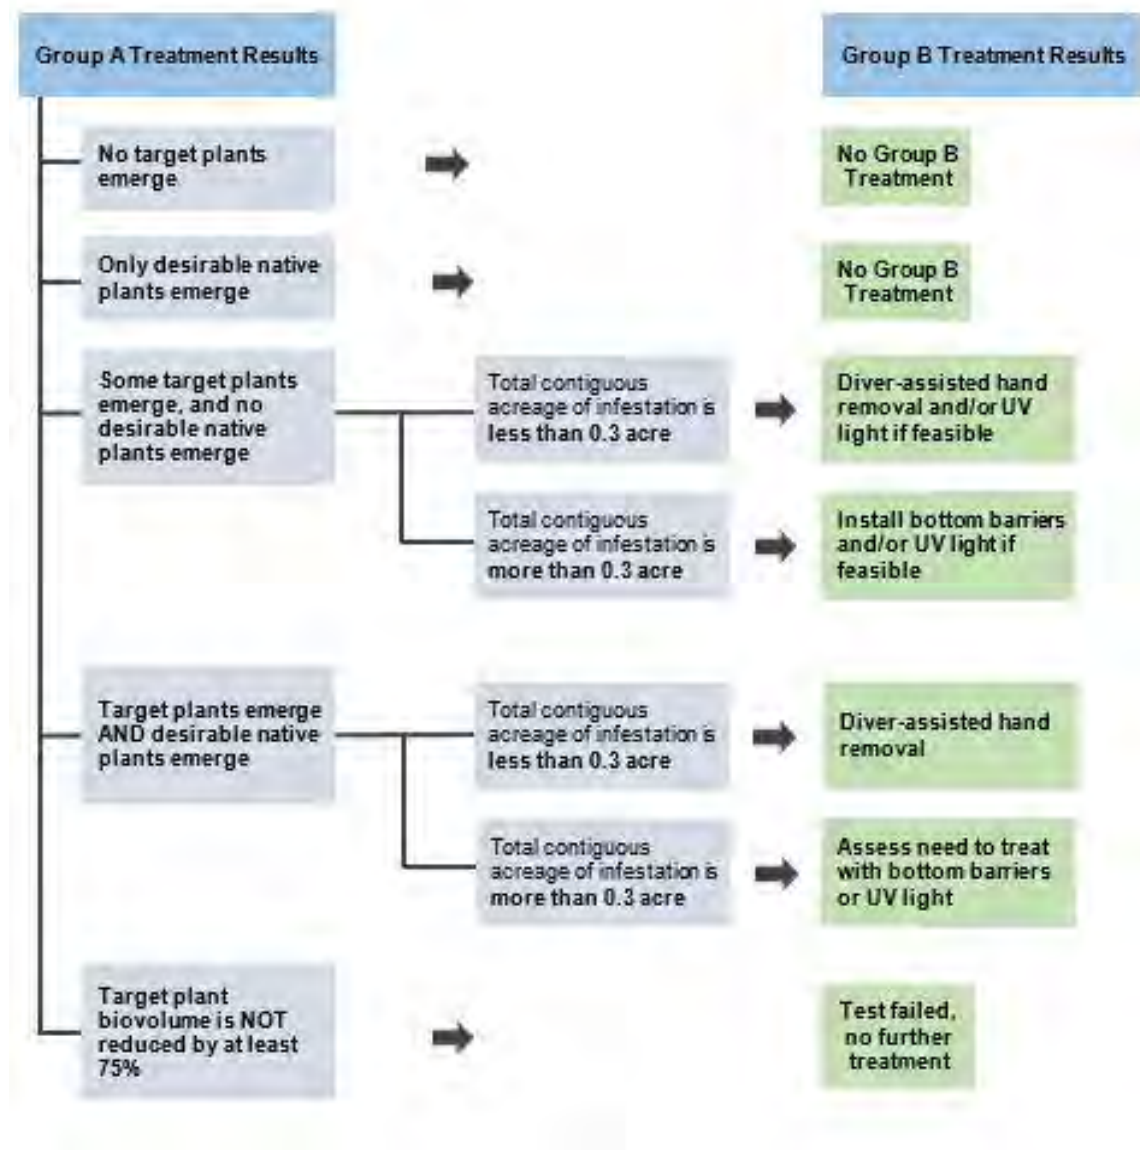 Group A Treatment Results
Group B Treatment Results
No target plants
emerge
No Group B
Treatment
Only desirable native
plants emerge
No Group B
Treatment
Some target plants
emerge, and no
desirable native
plants emerge
Total contiguous
acreage of infestation is
less than 0.3 acre
Diver-assisted hand
removal and/or UV
light if feasible
Total contiguous
acreage of infestation is
more than 0.3 acre
Install bottom barriers
and/or UV light if
feasible
Target plants emerge
AND desirable native
plants emerge
Total contiguous
acreage of infestation is
less than 0.3 acre
Diver-assisted hand
removal
Total contiguous
acreage of infestation is
more than 0.3 acre
Assess need to treat
with bottom barriers
or UV light
Target plant
biovolume is NOT
reduced by at least
75%
Test failed,
no further
treatment